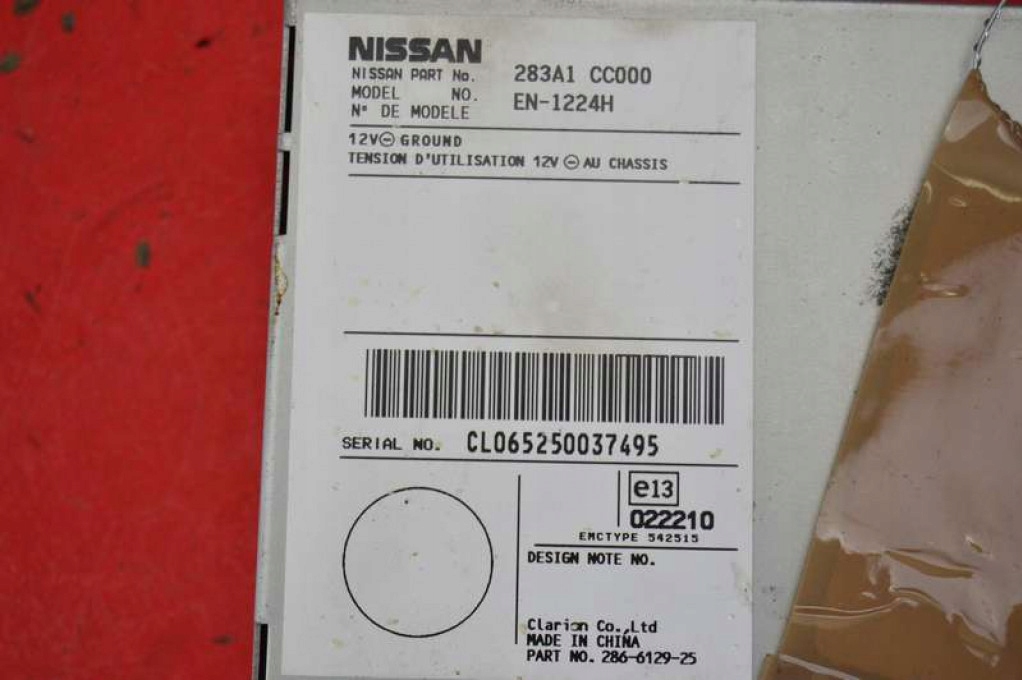 NISSAN
NISSAN PART No. 283A1 CC000
MODEL NO. EN-1224H
N° DE MODELE
12V⊖ GROUND
TENSION D'UTILISATION 12V ⊖ AU CHASSIS
SERIAL NO. CL065250037495
e13
022210
EMCTYPE 542515
DESIGN NOTE NO.
Clarion Co.,Ltd
MADE IN CHINA
PART NO. 286-6129-25